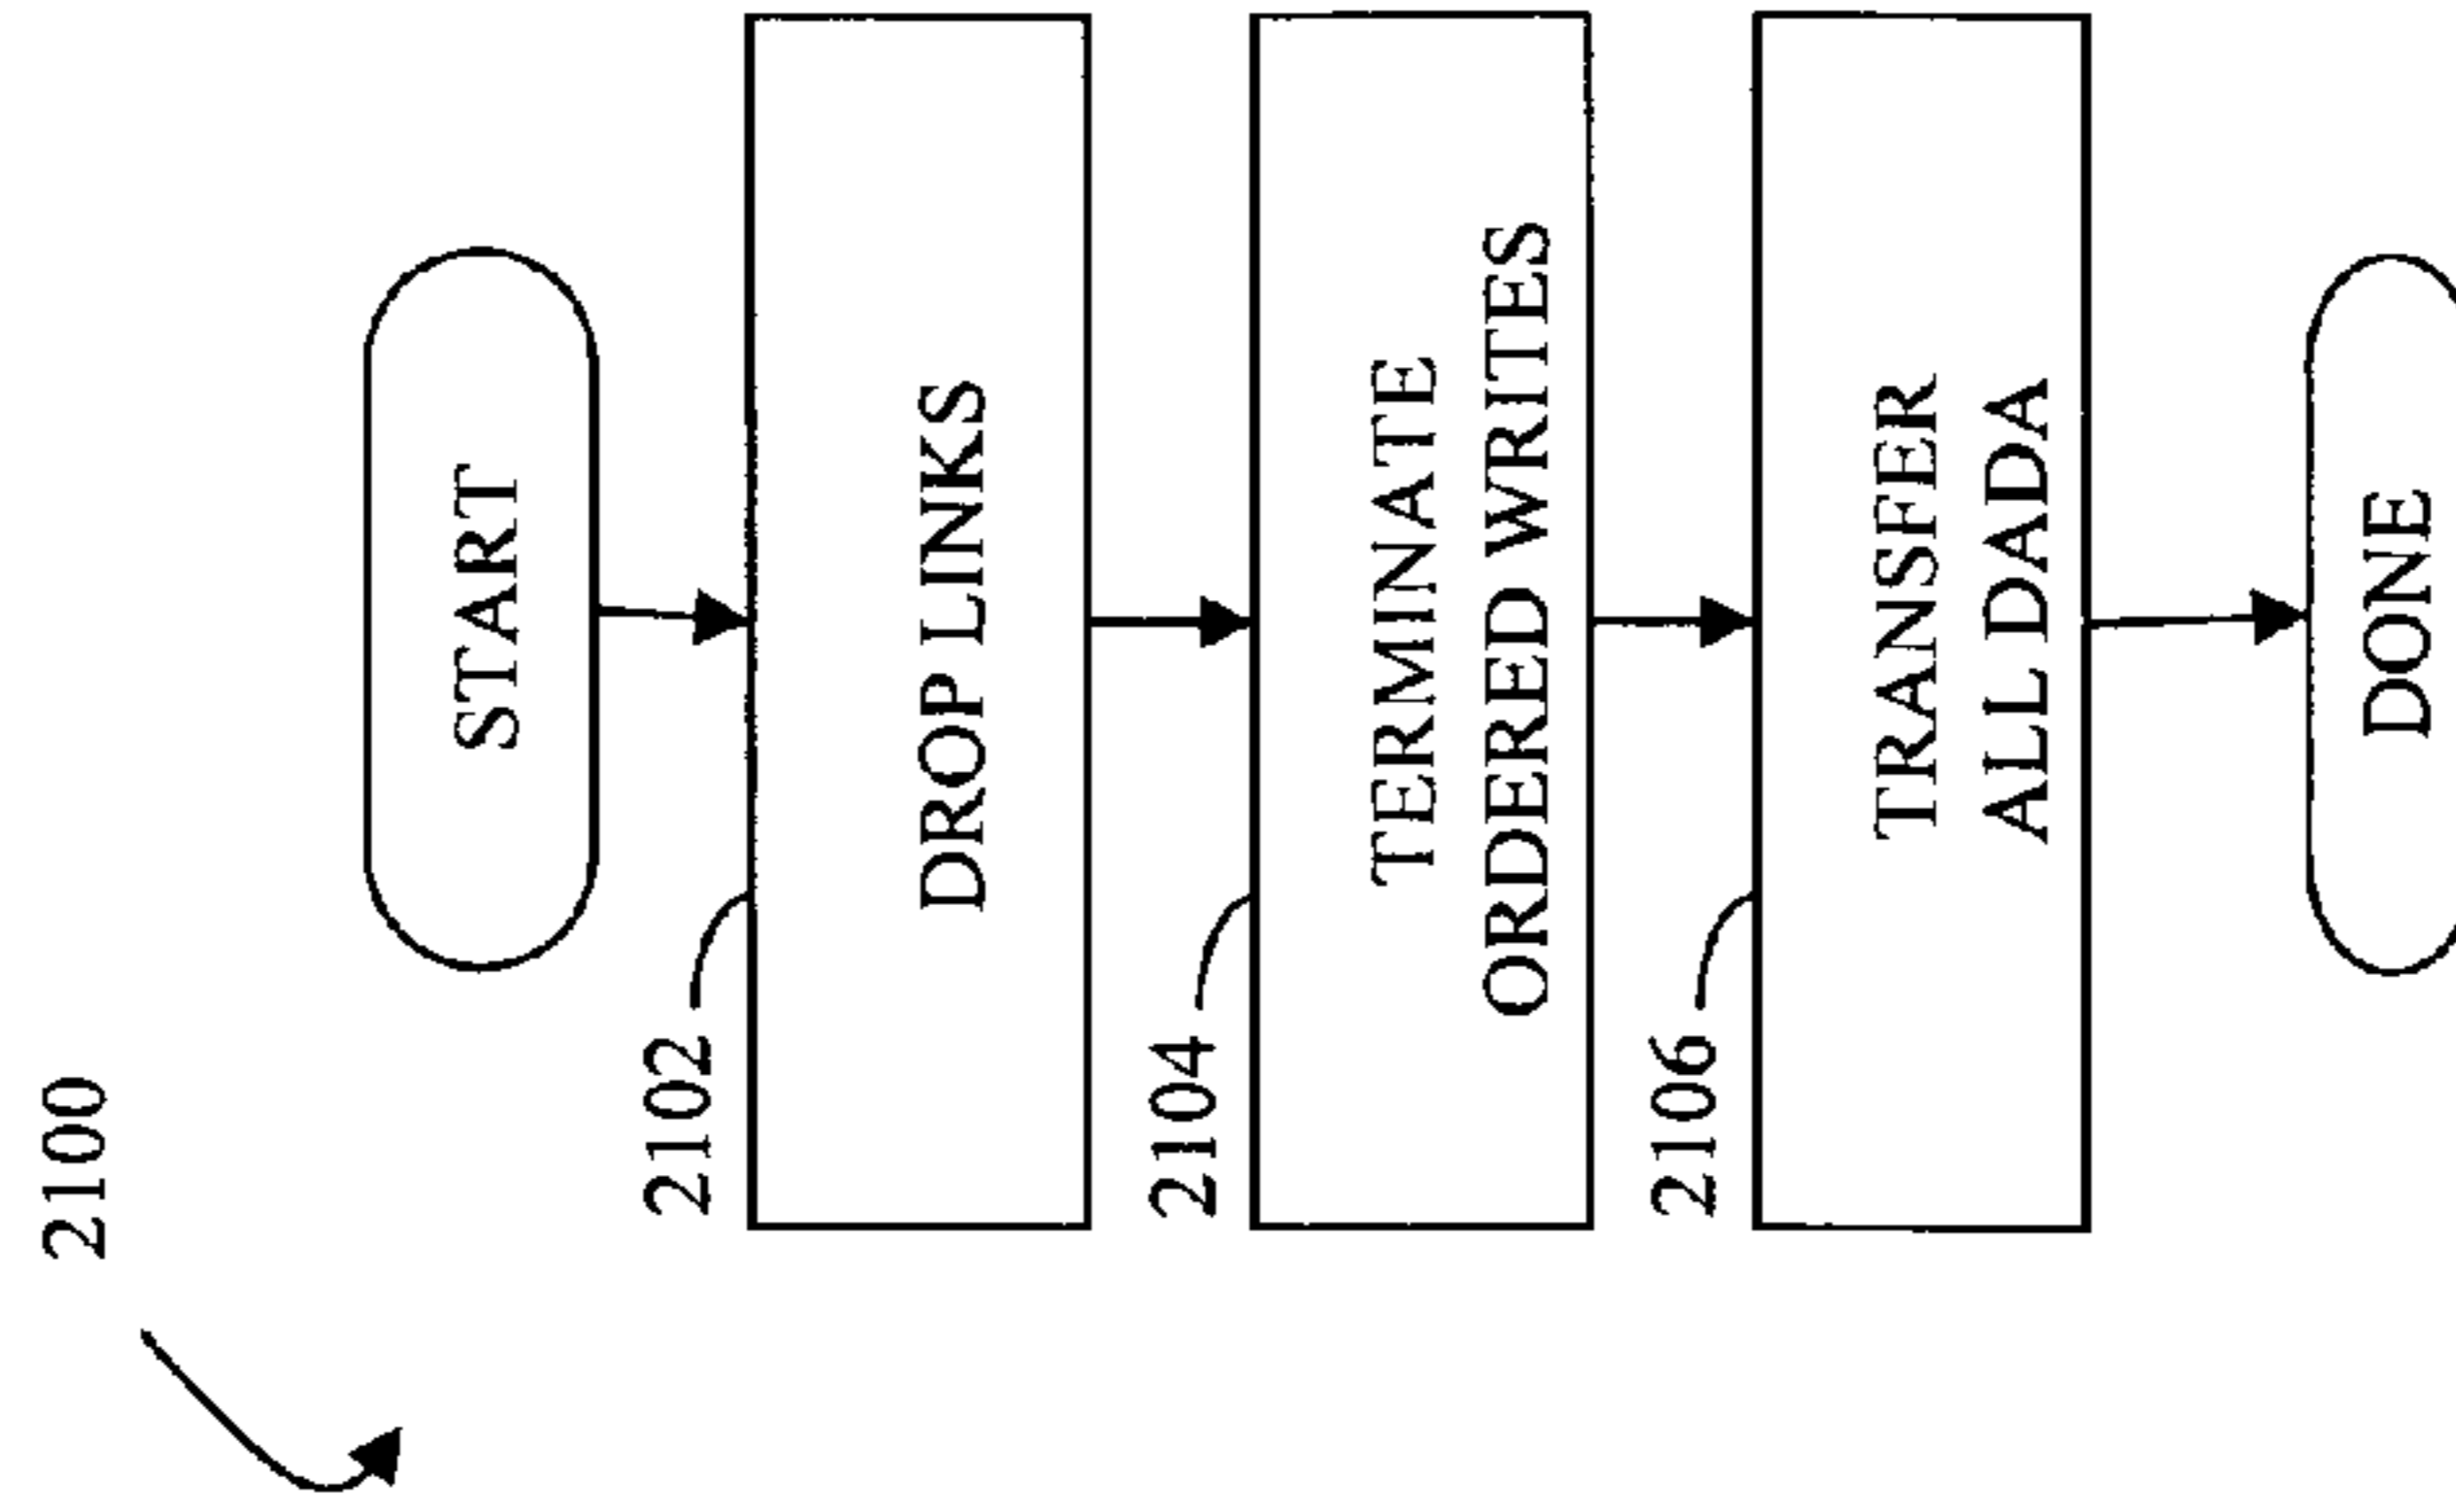 2100
START
2102
DROP LINKS
2104
TERMINATE
ORDERED WRITES
2106
TRANSFER
ALL DADA
DONE